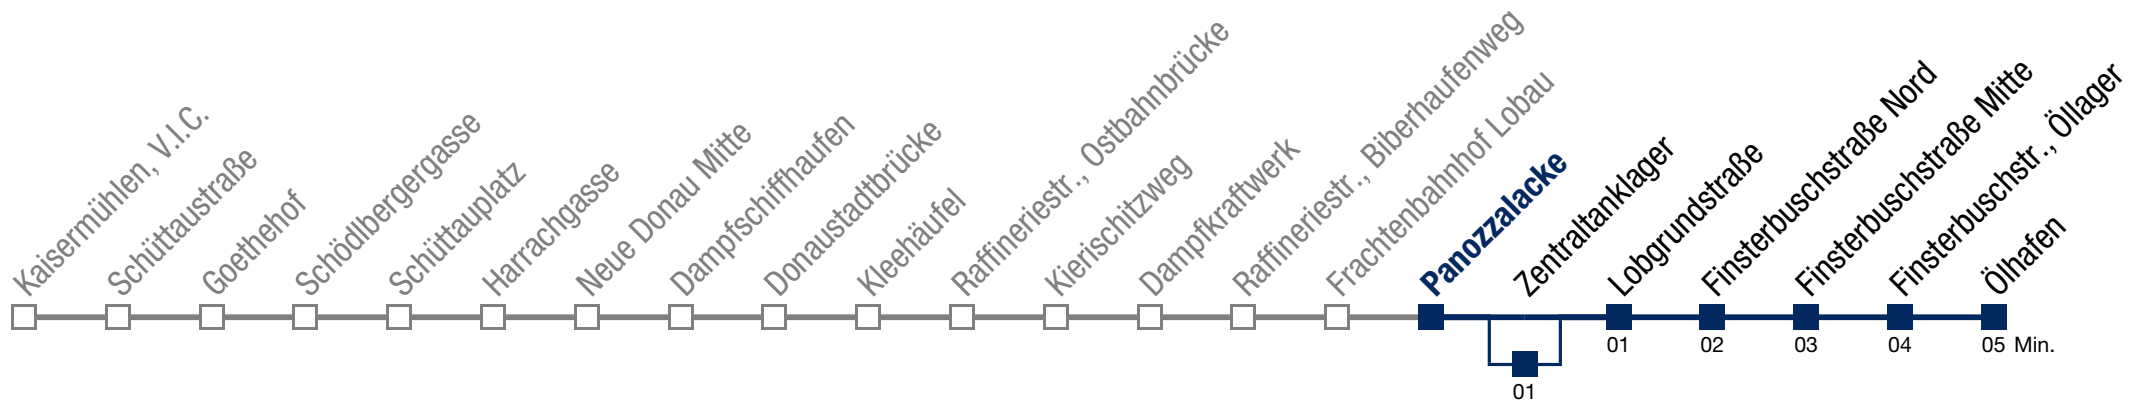 Kaisermühlen, V.I.C.
Schüttaustraße
Goethehof
Schödlbergergasse
Schüttauplatz
Harrachgasse
Neue Donau Mitte
Dampfschiffhaufen
Donaustadtbrücke
Kleehäufel
Raffineriestr., Ostbahnbrücke
Kierischitzweg
Dampfkraftwerk
Raffineriestr., Biberhaufenweg
Frachtenbahnhof Lobau
Panozzalacke
Zentraltanklager
Lobgrundstraße
Finsterbuschstraße Nord
Finsterbuschstraße Mitte
Finsterbuschstr., Öllager
Ölhafen
01 02 03 04 05 Min.
01